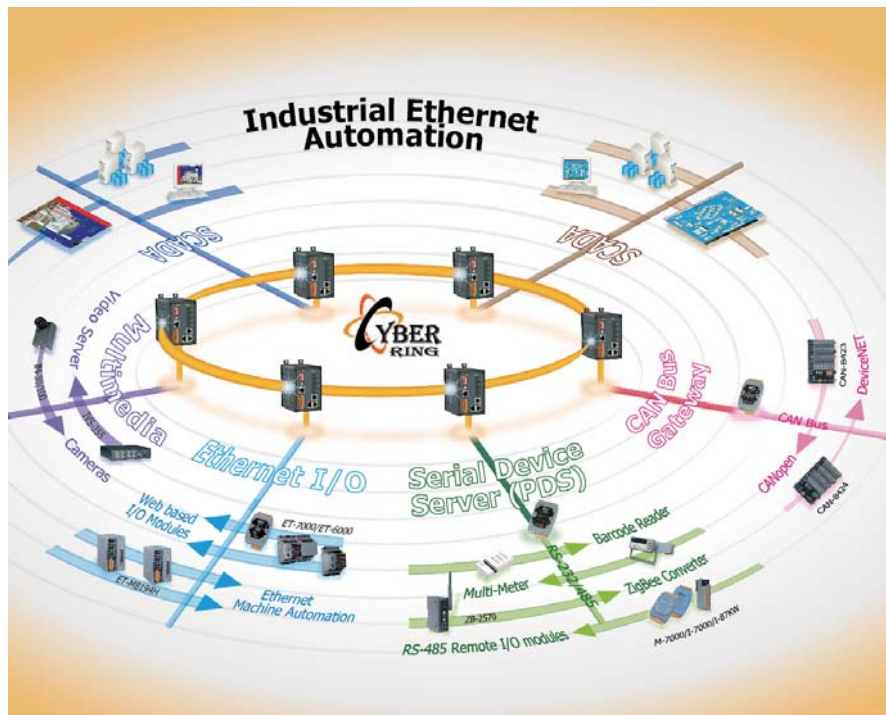 Industrial Ethernet
Automation
SCADA
SCADA
CYBER
RING
Video Server
Multimedia
Cameras
CAN Bus
Gateway
CAN-8423
DeviceNET
CAN Bus
CANopen
CAN-8424
Ethernet I/O
Web based
I/O Modules
ET-7000/ET-6000
ET-M8194H
Ethernet
Machine Automation
Serial Device
Server (PDS)
RS-232/485
Barcode Reader
Multi-Meter
ZigBee Converter
ZB-2570
RS-485 Remote I/O modules
M-7000/I-7000/I-87KW